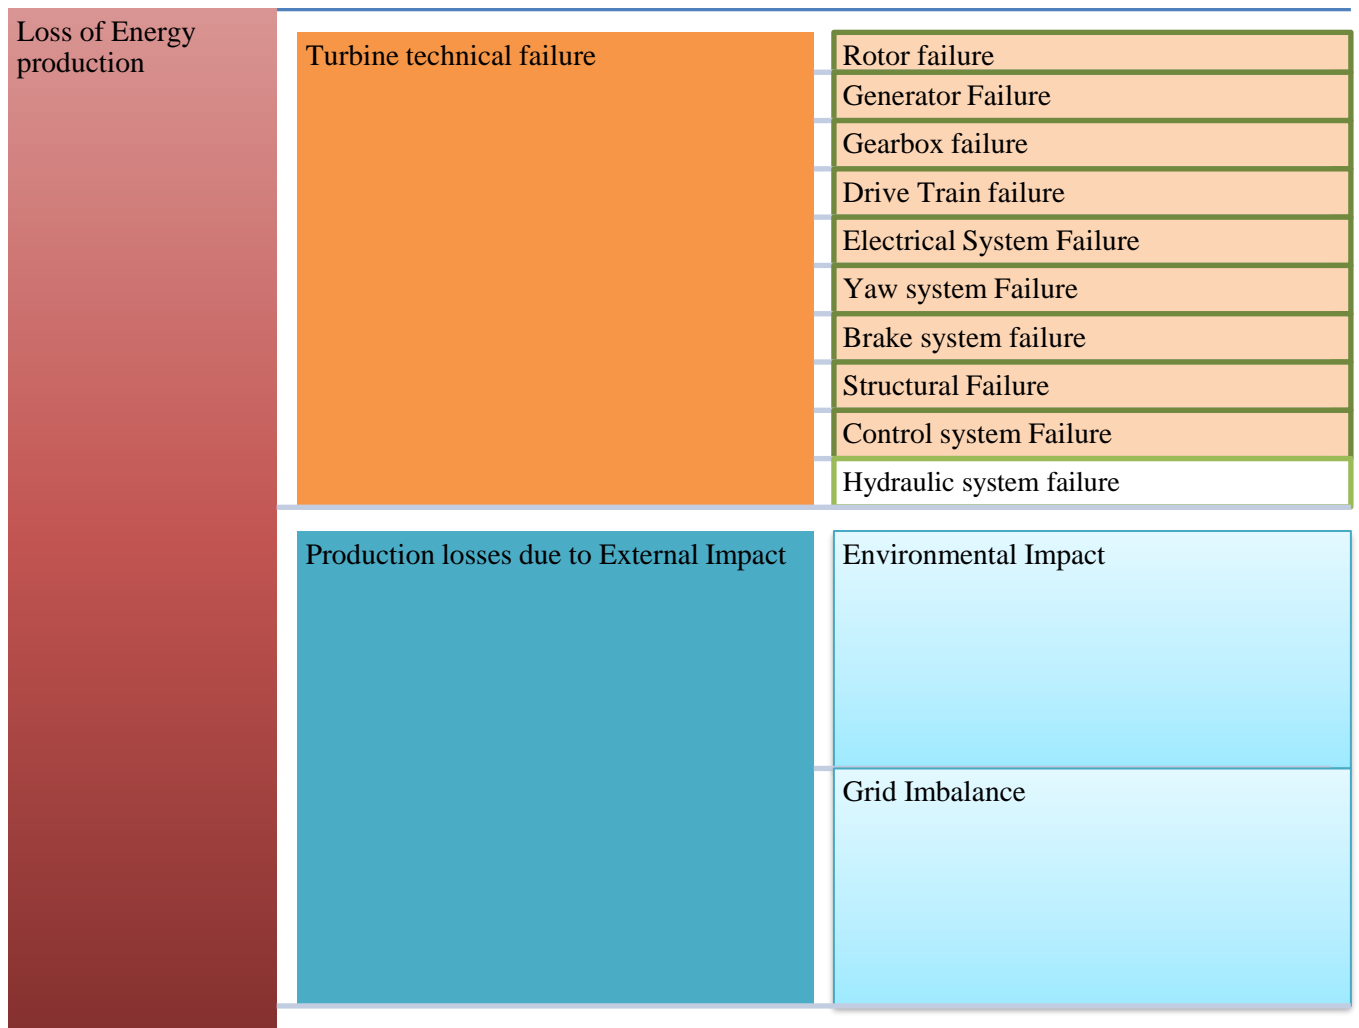 Loss of Energy
production
Turbine technical failure
Rotor failure
Generator Failure
Gearbox failure
Drive Train failure
Electrical System Failure
Yaw system Failure
Brake system failure
Structural Failure
Control system Failure
Hydraulic system failure
Production losses due to External Impact
Environmental Impact
Grid Imbalance